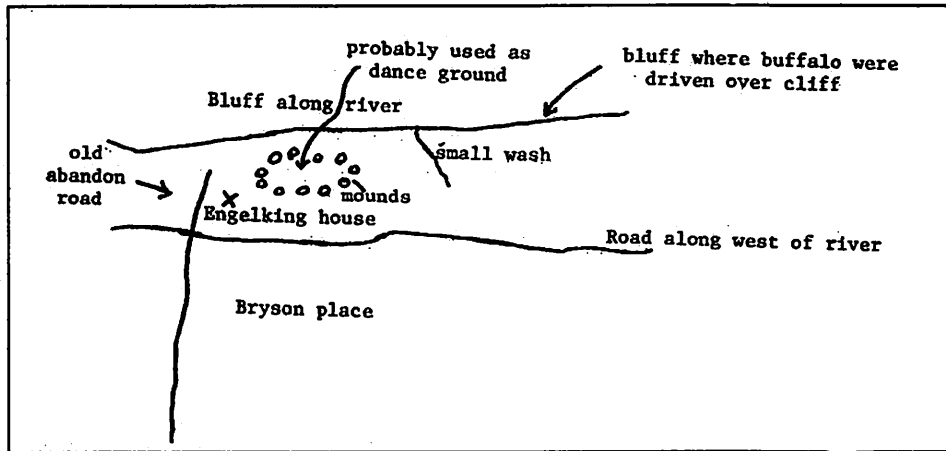 probably used as
dance ground
bluff where buffalo were
driven over cliff
Bluff along river
old
abandon
road
small wash
mounds
Engelking house
Road along west of river
Bryson place